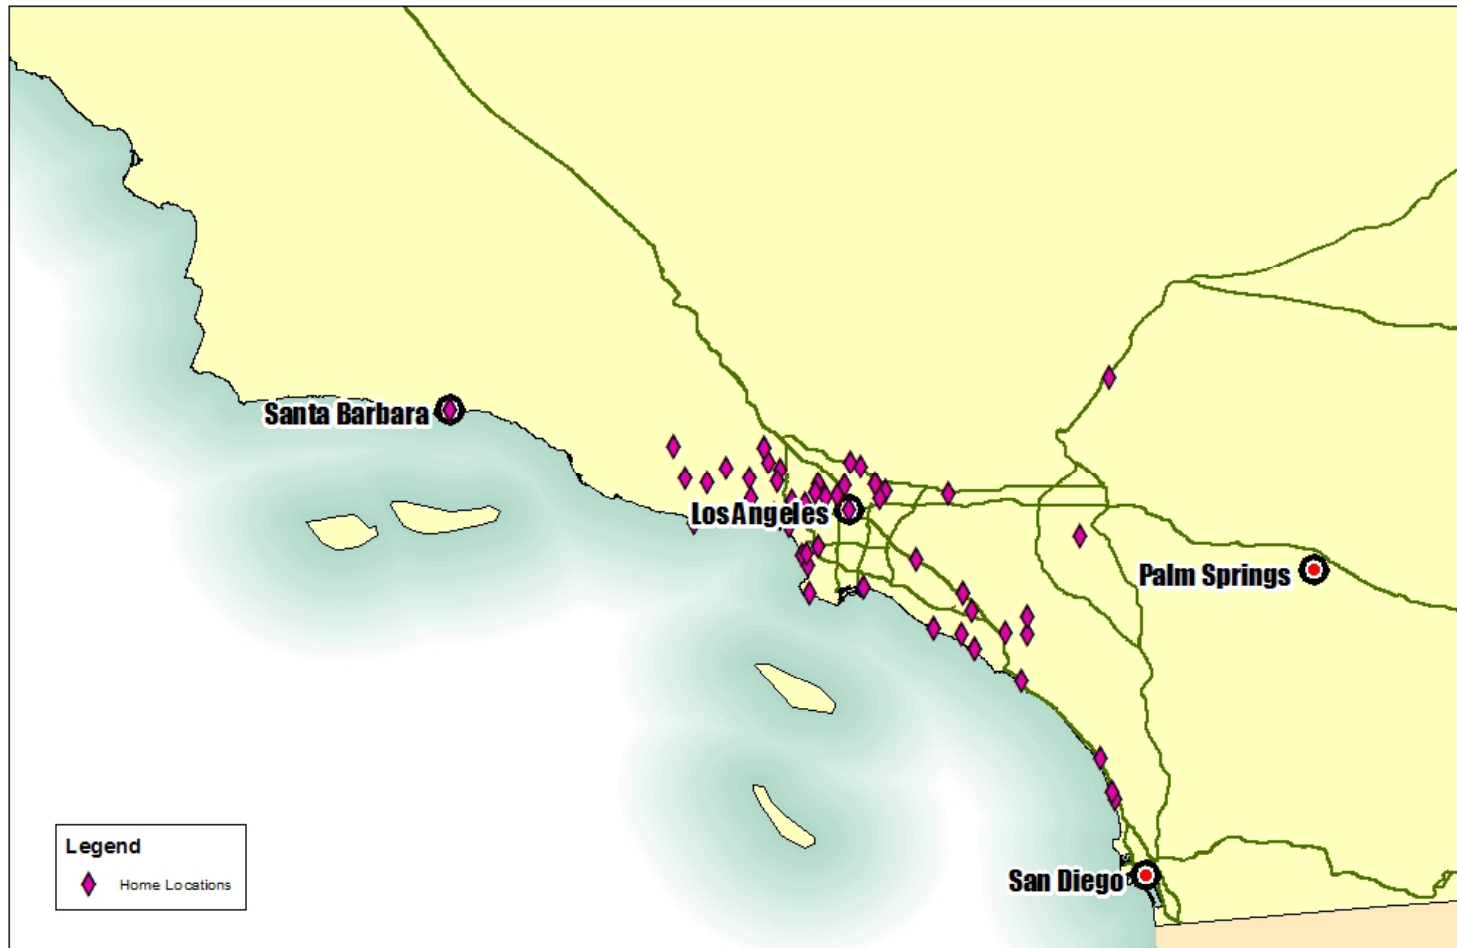 Santa Barbara
Los Angeles
Palm Springs
San Diego
Legend
Home Locations